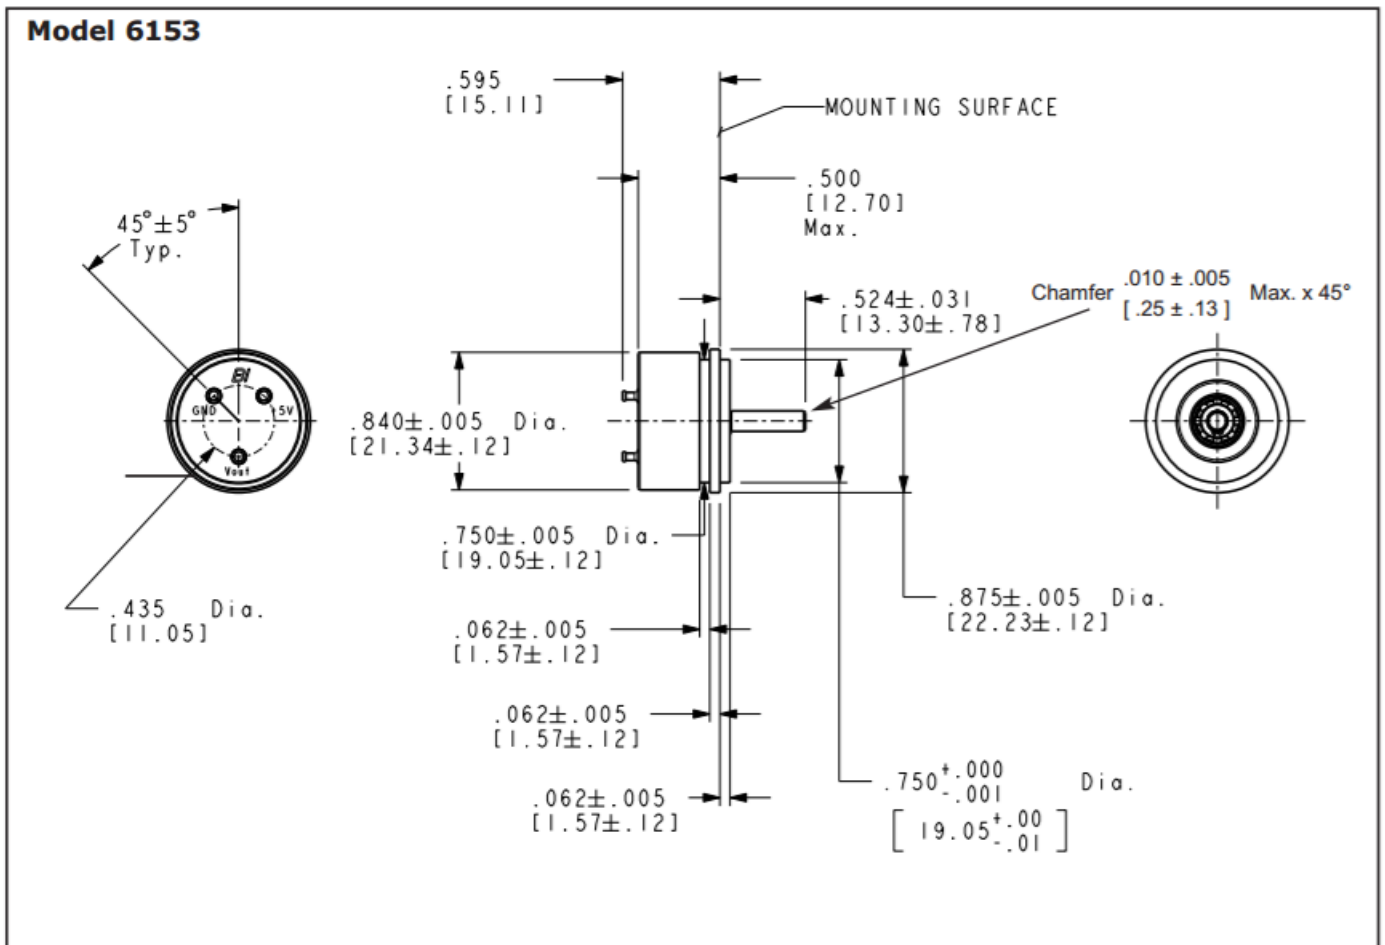 Model 6153
.595
[15.11]
MOUNTING SURFACE
.500
[12.70]
Max.
45°±5°
Typ.
.524±.031
[13.30±.78]
Chamfer .010 ± .005 Max. x 45°
[ .25 ± .13 ]
BI
GND
5V
Vout
.840±.005 Dia.
[21.34±.12]
.750±.005 Dia.
[19.05±.12]
.435 Dia.
[11.05]
.875±.005 Dia.
[22.23±.12]
.062±.005
[1.57±.12]
.062±.005
[1.57±.12]
.062±.005
[1.57±.12]
.750 +.000 -.001 Dia.
[ 19.05 +.00 -.01 ]